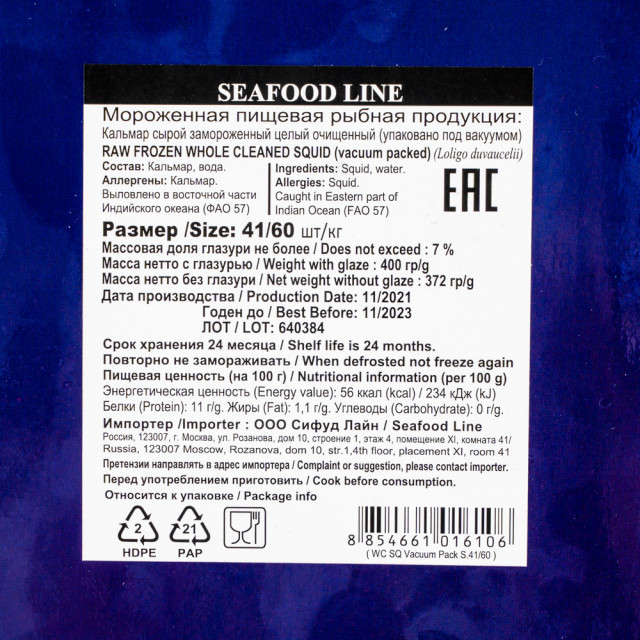 SEAFOOD LINE
Мороженная пищевая рыбная продукция:
Кальмар сырой замороженный целый очищенный (упаковано под вакуумом)
RAW FROZEN WHOLE CLEANED SQUID (vacuum packed) (Loligo duvaucelii)
Состав: Кальмар, вода.
Аллергены: Кальмар.
Выловлено в восточной части
Индийского океана (ФАО 57)
Ingredients: Squid, water.
Allergies: Squid.
Caught in Eastern part of
Indian Ocean (FAO 57)
EAC
Размер /Size: 41/60 шт/кг
Массовая доля глазури не более / Does not exceed : 7 %
Масса нетто с глазурью / Weight with glaze : 400 гр/g
Масса нетто без глазури / Net weight without glaze : 372 гр/g
Дата производства / Production Date: 11/2021
Годен до / Best Before: 11/2023
ЛОТ / LOT: 640384
Срок хранения 24 месяца / Shelf life is 24 months.
Повторно не замораживать / When defrosted not freeze again
Пищевая ценность (на 100 г) / Nutritional information (per 100 g)
Энергетическая ценность (Energy value): 56 ккал (kcal) / 234 кДж (kJ)
Белки (Protein): 11 г/g. Жиры (Fat): 1,1 г/g. Углеводы (Carbohydrate): 0 г/g.
Импортер /Importer : ООО Сифуд Лайн / Seafood Line
Россия, 123007, г. Москва, ул. Розанова, дом 10, строение 1, этаж 4, помещение XI, комната 41/
Russia, 123007 Moscow, Rozanova, dom 10, str.1,4th floor, placement XI, room 41
Претензии направлять в адрес импортера / Complaint or suggestion, please contact importer.
Перед употреблением приготовить / Cook before consumption.
Относится к упаковке / Package info
2
HDPE
21
PAP
8 854661 016106
( WC SQ Vacuum Pack S.41/60 )